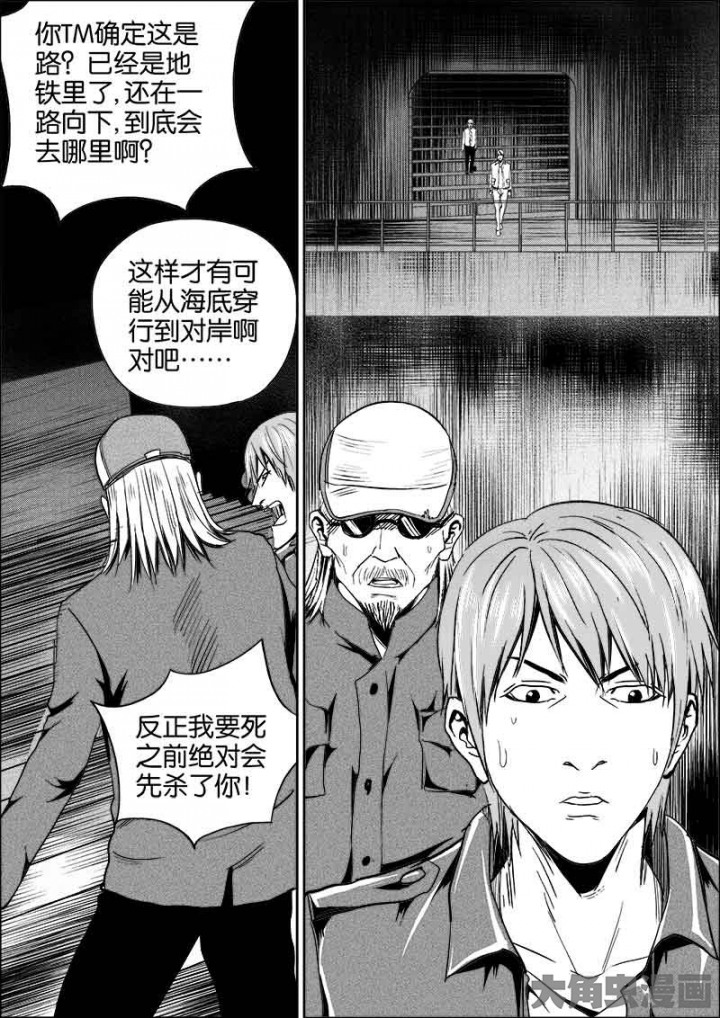 你TM确定这是
路？已经是地
铁里了，还在一
路向下，到底会
去哪里啊？
这样才有可
能从海底穿
行到对岸啊
对吧……
反正我要死
之前绝对会
先杀了你！
大角虫漫画